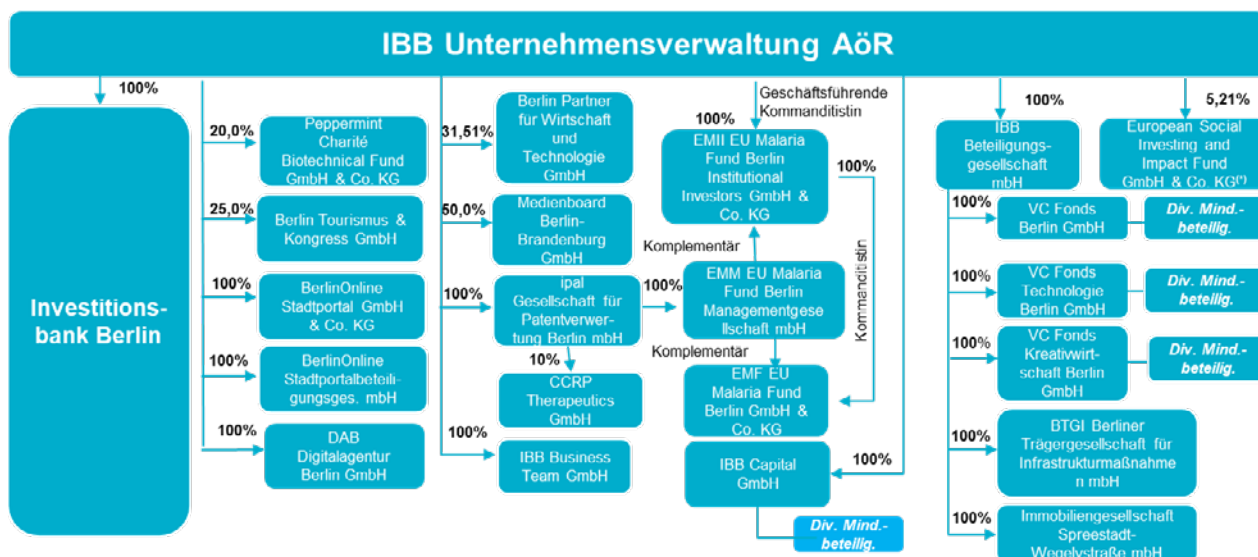 IBB Unternehmensverwaltung AöR
100%
Investitions-
bank Berlin
20,0%
Peppermint
Charité
Biotechnical Fund
GmbH & Co. KG
25,0%
Berlin Tourismus &
Kongress GmbH
100%
BerlinOnline
Stadtportal GmbH
& Co. KG
100%
BerlinOnline
Stadtportalbeteili-
gungsges. mbH
100%
DAB
Digitalagentur
Berlin GmbH
31,51%
Berlin Partner
für Wirtschaft
und
Technologie
GmbH
50,0%
Medienboard
Berlin-
Brandenburg
GmbH
100%
ipal
Gesellschaft für
Patentverwer-
tung Berlin mbH
10%
CCRP
Therapeutics
GmbH
100%
IBB Business
Team GmbH
Geschäftsführende
Kommanditistin
100%
EMII EU Malaria
Fund Berlin
Institutional
Investors GmbH &
Co. KG
100%
Kommanditistin
Komplementär
100%
EMM EU Malaria
Fund Berlin
Managementgese
llschaft mbH
Komplementär
EMF EU
Malaria Fund
Berlin GmbH &
Co. KG
IBB Capital
GmbH
100%
Div. Mind.-
beteilig.
100%
IBB
Beteiligungs-
gesellschaft
mbH
5,21%
European Social
Investing and
Impact Fund
GmbH & Co. KG(*)
100%
VC Fonds
Berlin GmbH
Div. Mind.-
beteilig.
100%
VC Fonds
Technologie
Berlin GmbH
Div. Mind.-
beteilig.
100%
VC Fonds
Kreativwirt-
schaft Berlin
GmbH
Div. Mind.-
beteilig.
100%
BTGI Berliner
Trägergesellschaft für
Infrastrukturmaßnahme
n mbH
100%
Immobiliengesellschaft
Spreestadt-
Wegelystraße mbH